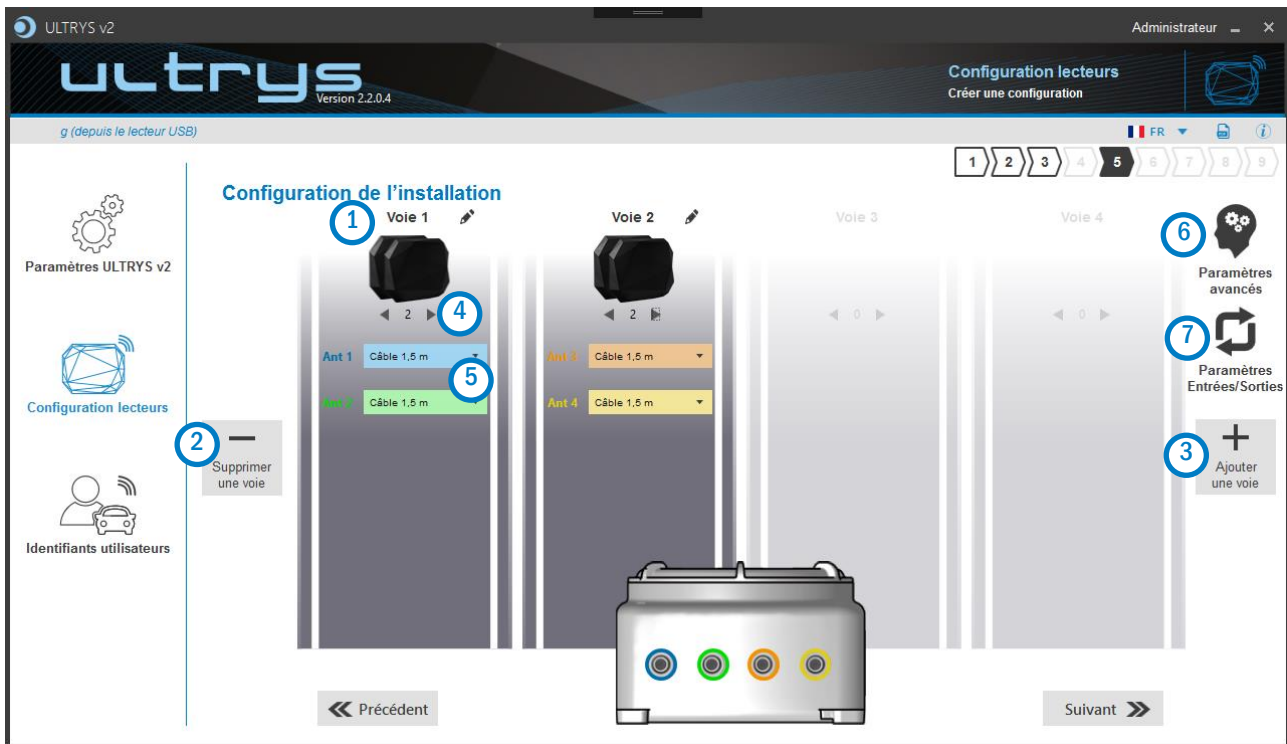 ULTRYS v2
Administrateur
ultrys
Version 2.2.0.4
Configuration lecteurs
Créer une configuration
g (depuis le lecteur USB)
FR
1 2 3 4 5 6 7 8 9
Configuration de l'installation
1 Voie 1 Voie 2 Voie 3 Voie 4
6
Paramètres ULTRYS v2
Paramètres avancés
2 4 2 0 0
7
Ant 1 Câble 1,5 m Ant 3 Câble 1,5 m
5
Paramètres Entrées/Sorties
Ant 2 Câble 1,5 m Ant 4 Câble 1,5 m
Configuration lecteurs
2
Supprimer
une voie
3
Ajouter
une voie
Identifiants utilisateurs
Précédent
Suivant